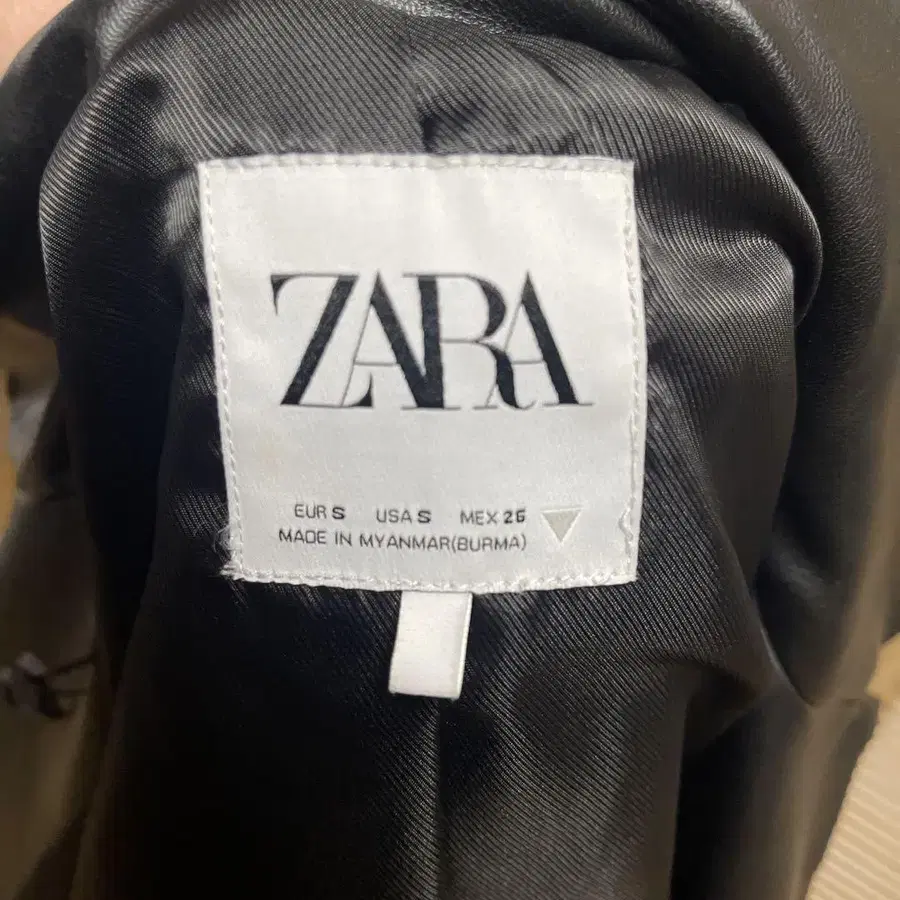 ZARA
EUR S USA S MEX 26
MADE IN MYANMAR(BURMA)